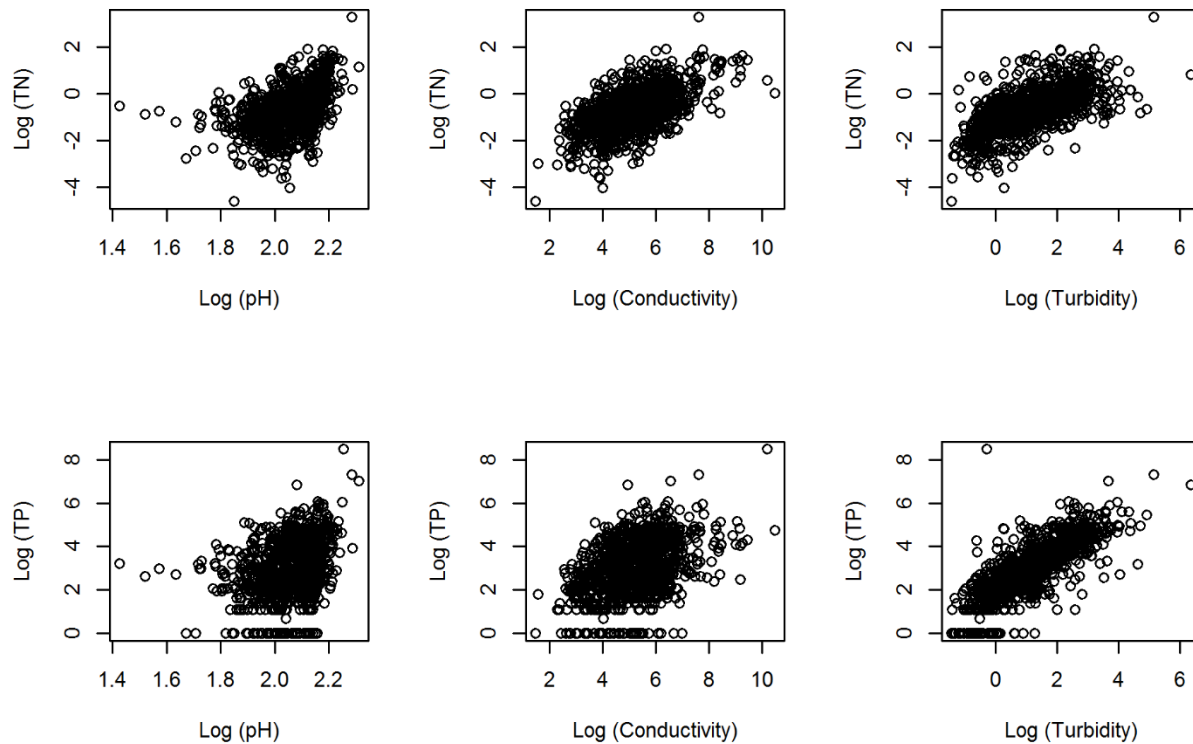 Log (TN)
2
0
-2
-4
1.4 1.6 1.8 2.0 2.2
Log (pH)
Log (TN)
2
0
-2
-4
2 4 6 8 10
Log (Conductivity)
Log (TN)
2
0
-2
-4
0 2 4 6
Log (Turbidity)
Log (TP)
8
6
4
2
0
1.4 1.6 1.8 2.0 2.2
Log (pH)
Log (TP)
8
6
4
2
0
2 4 6 8 10
Log (Conductivity)
Log (TP)
8
6
4
2
0
0 2 4 6
Log (Turbidity)